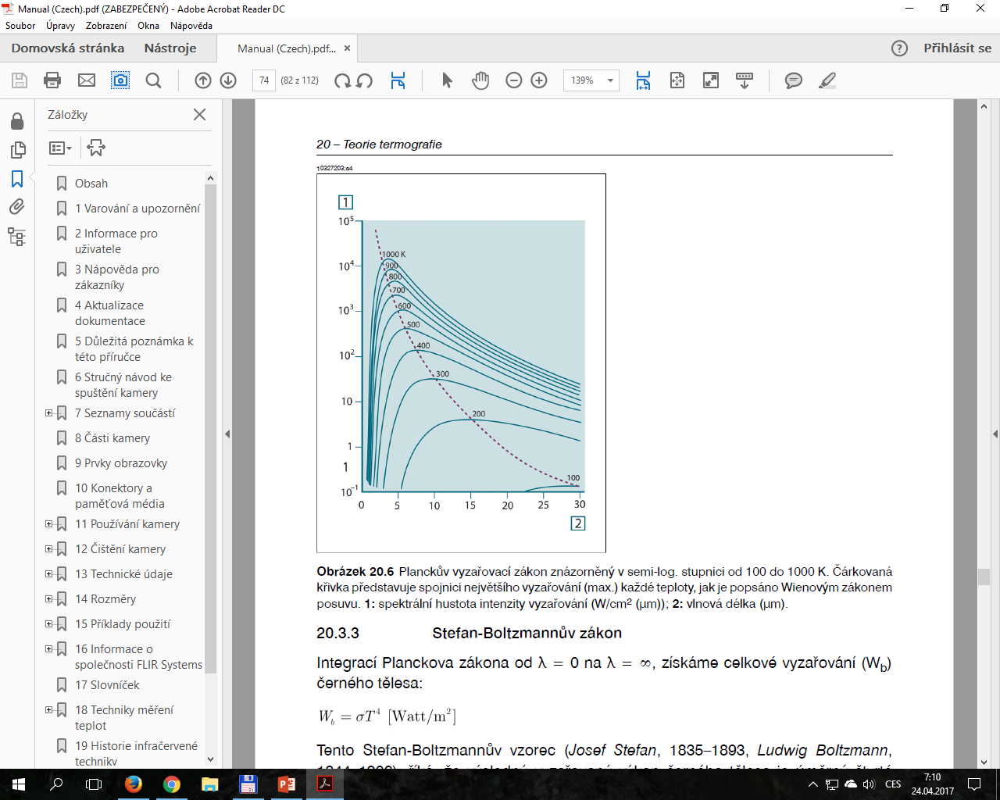 Manual (Czech).pdf (ZABEZPEČENÝ) - Adobe Acrobat Reader DC
Soubor Úpravy Zobrazení Okna Nápověda
Domovská stránka Nástroje Manual (Czech).pdf... × Přihlásit se
74 (82 z 112) 139%
Záložky
Obsah
1 Varování a upozornění
2 Informace pro
uživatele
3 Nápověda pro
zákazníky
4 Aktualizace
dokumentace
5 Důležitá poznámka k
této příručce
6 Stručný návod ke
spuštění kamery
7 Seznamy součástí
8 Části kamery
9 Prvky obrazovky
10 Konektory a
paměťová média
11 Používání kamery
12 Čištění kamery
13 Technické údaje
14 Rozměry
15 Příklady použití
16 Informace o
společnosti FLIR Systems
17 Slovníček
18 Techniky měření
teplot
19 Historie infračervené
techniky
20 – Teorie termografie
10327203;a4
1
10⁵
10⁴
10³
10²
10
1
1
10⁻¹
1000 K
900
800
700
600
500
400
300
200
100
0 5 10 15 20 25 30
2
Obrázek 20.6 Planckův vyzařovací zákon znázorněný v semi-log. stupnici od 100 do 1000 K. Čárkovaná
křivka představuje spojnici největšího vyzařování (max.) každé teploty, jak je popsáno Wienovým zákonem
posuvu. 1: spektrální hustota intenzity vyzařování (W/cm² (μm)); 2: vlnová délka (μm).
20.3.3 Stefan-Boltzmannův zákon
Integrací Planckova zákona od λ = 0 na λ = ∞, získáme celkové vyzařování (W_b)
černého tělesa:
W_b = σT⁴ [Watt/m²]
Tento Stefan-Boltzmannův vzorec (Josef Stefan, 1835–1893, Ludwig Boltzmann,
CES
7:10
24.04.2017